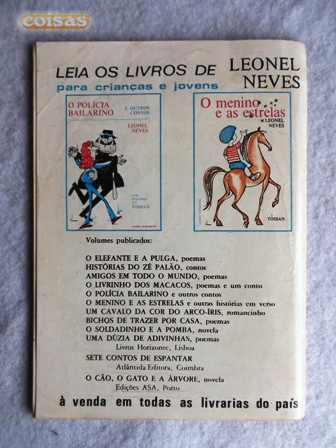 coisas
LEIA OS LIVROS DE LEONEL NEVES
para crianças e jovens
O POLÍCIA BAILARINO
E OUTROS CONTOS
LEONEL NEVES
TÓSSAN
O menino e as estrelas
LEONEL NEVES
TÓSSAN
Volumes publicados:
O ELEFANTE E A PULGA, poemas
HISTÓRIAS DO ZÉ PALÃO, contos
AMIGOS EM TODO O MUNDO, poemas
O LIVRINHO DOS MACACOS, poemas e um conto
O POLÍCIA BAILARINO e outros contos
O MENINO E AS ESTRELAS e outras histórias em verso
UM CAVALO DA COR DO ARCO-ÍRIS, romancinho
BICHOS DE TRAZER POR CASA, poemas
O SOLDADINHO E A POMBA, novela
UMA DÚZIA DE ADIVINHAS, poemas
Livros Horizonte, Lisboa
SETE CONTOS DE ESPANTAR
Atlântida Editora, Coimbra
O CÃO, O GATO E A ÁRVORE, novela
Edições ASA, Porto
à venda em todas as livrarias do país